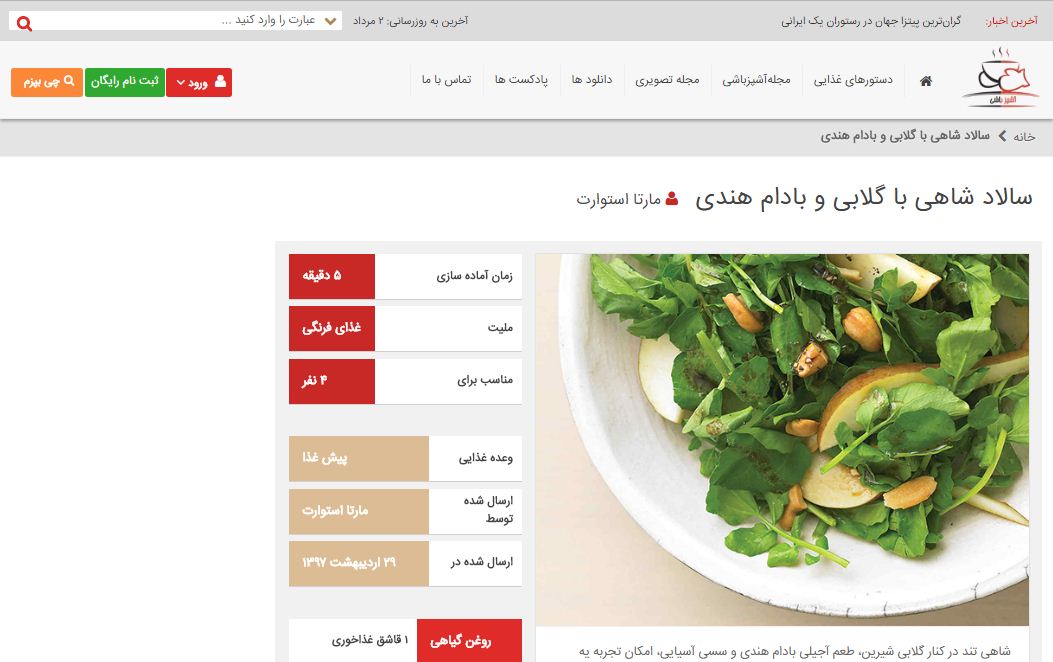 آخرین اخبار:
گران‌ترین پیتزا جهان در رستوران یک ایرانی
آخرین به روزرسانی: ۲ مرداد
عبارت را وارد کنید ...
آشپز باشی
دستورهای غذایی
مجله‌آشپزباشی
مجله تصویری
دانلود ها
پادکست ها
تماس با ما
ورود
ثبت نام رایگان
چی بپزم
خانه
سالاد شاهی با گلابی و بادام هندی
سالاد شاهی با گلابی و بادام هندی
مارتا استوارت
زمان آماده سازی
۵ دقیقه
ملیت
غذای فرنگی
مناسب برای
۴ نفر
وعده غذایی
پیش غذا
ارسال شده
توسط
مارتا استوارت
ارسال شده در
۲۹ اردیبهشت ۱۳۹۷
روغن گیاهی
۱ قاشق غذاخوری
شاهی تند در کنار گلابی شیرین، طعم آجیلی بادام هندی و سسی آسیایی، امکان تجربه یه